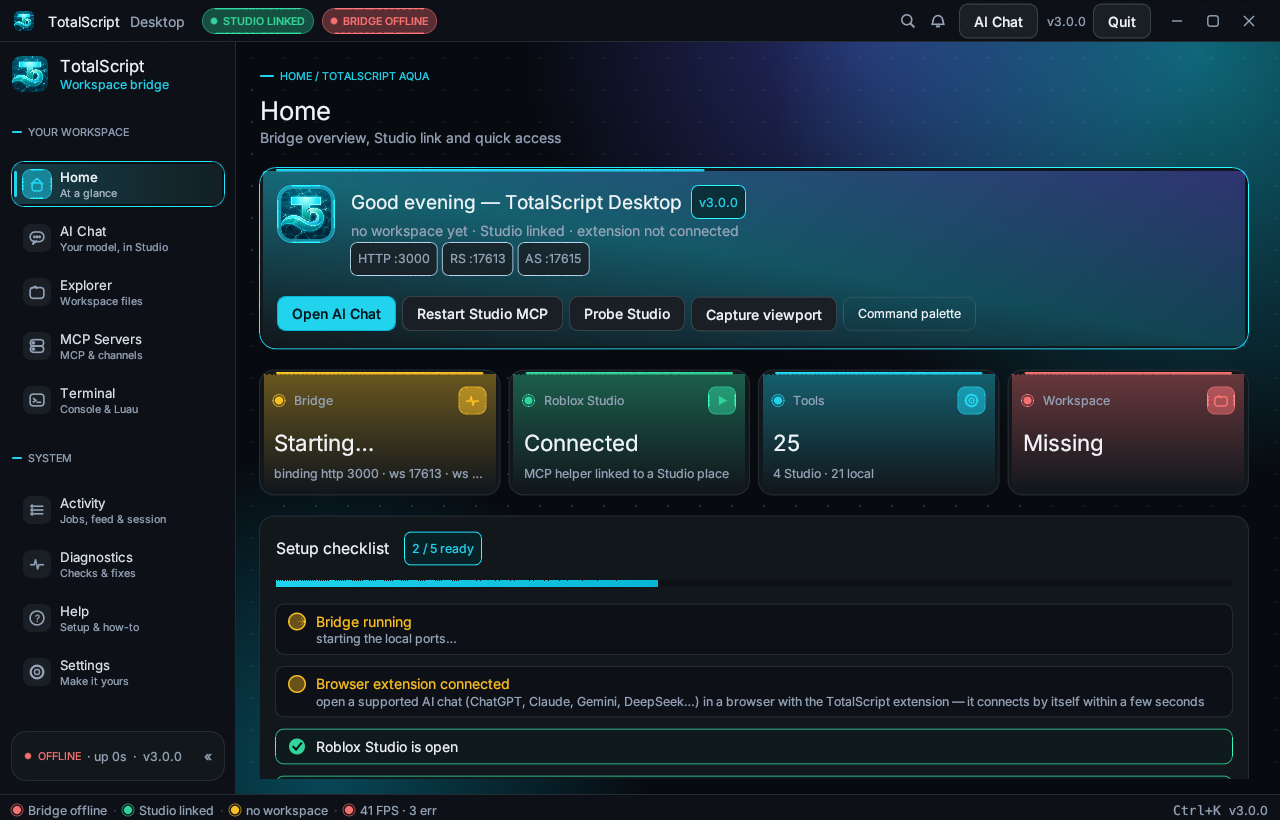 TotalScript Desktop STUDIO LINKED BRIDGE OFFLINE AI Chat v3.0.0 Quit
TotalScript
Workspace bridge
YOUR WORKSPACE
Home
At a glance
AI Chat
Your model, in Studio
Explorer
Workspace files
MCP Servers
MCP & channels
Terminal
Console & Luau
SYSTEM
Activity
Jobs, feed & session
Diagnostics
Checks & fixes
Help
Setup & how-to
Settings
Make it yours
OFFLINE · up 0s · v3.0.0 «
HOME / TOTALSCRIPT AQUA
Home
Bridge overview, Studio link and quick access
Good evening — TotalScript Desktop v3.0.0
no workspace yet · Studio linked · extension not connected
HTTP :3000 RS :17613 AS :17615
Open AI Chat Restart Studio MCP Probe Studio Capture viewport Command palette
Bridge
Starting...
binding http 3000 · ws 17613 · ws ...
Roblox Studio
Connected
MCP helper linked to a Studio place
Tools
25
4 Studio · 21 local
Workspace
Missing
Setup checklist 2 / 5 ready
Bridge running
starting the local ports...
Browser extension connected
open a supported AI chat (ChatGPT, Claude, Gemini, DeepSeek...) in a browser with the TotalScript extension — it connects by itself within a few seconds
Roblox Studio is open
Bridge offline · Studio linked · no workspace · 41 FPS · 3 err Ctrl+K v3.0.0